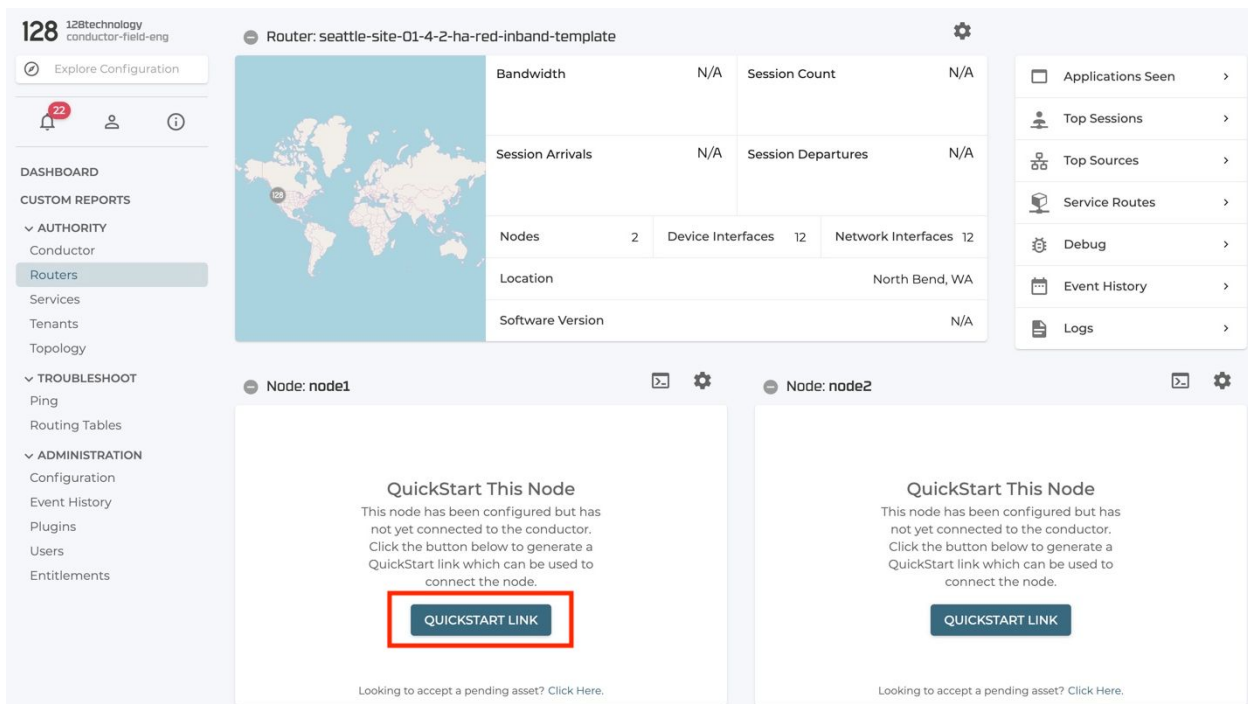 128 128technology
conductor-field-eng
Explore Configuration
22
DASHBOARD
CUSTOM REPORTS
AUTHORITY
Conductor
Routers
Services
Tenants
Topology
TROUBLESHOOT
Ping
Routing Tables
ADMINISTRATION
Configuration
Event History
Plugins
Users
Entitlements
Router: seattle-site-01-4-2-ha-red-inband-template
128
Bandwidth N/A Session Count N/A
Session Arrivals N/A Session Departures N/A
Nodes 2 Device Interfaces 12 Network Interfaces 12
Location North Bend, WA
Software Version N/A
Applications Seen
Top Sessions
Top Sources
Service Routes
Debug
Event History
Logs
Node: node1
QuickStart This Node
This node has been configured but has
not yet connected to the conductor.
Click the button below to generate a
QuickStart link which can be used to
connect the node.
QUICKSTART LINK
Looking to accept a pending asset? Click Here.
Node: node2
QuickStart This Node
This node has been configured but has
not yet connected to the conductor.
Click the button below to generate a
QuickStart link which can be used to
connect the node.
QUICKSTART LINK
Looking to accept a pending asset? Click Here.